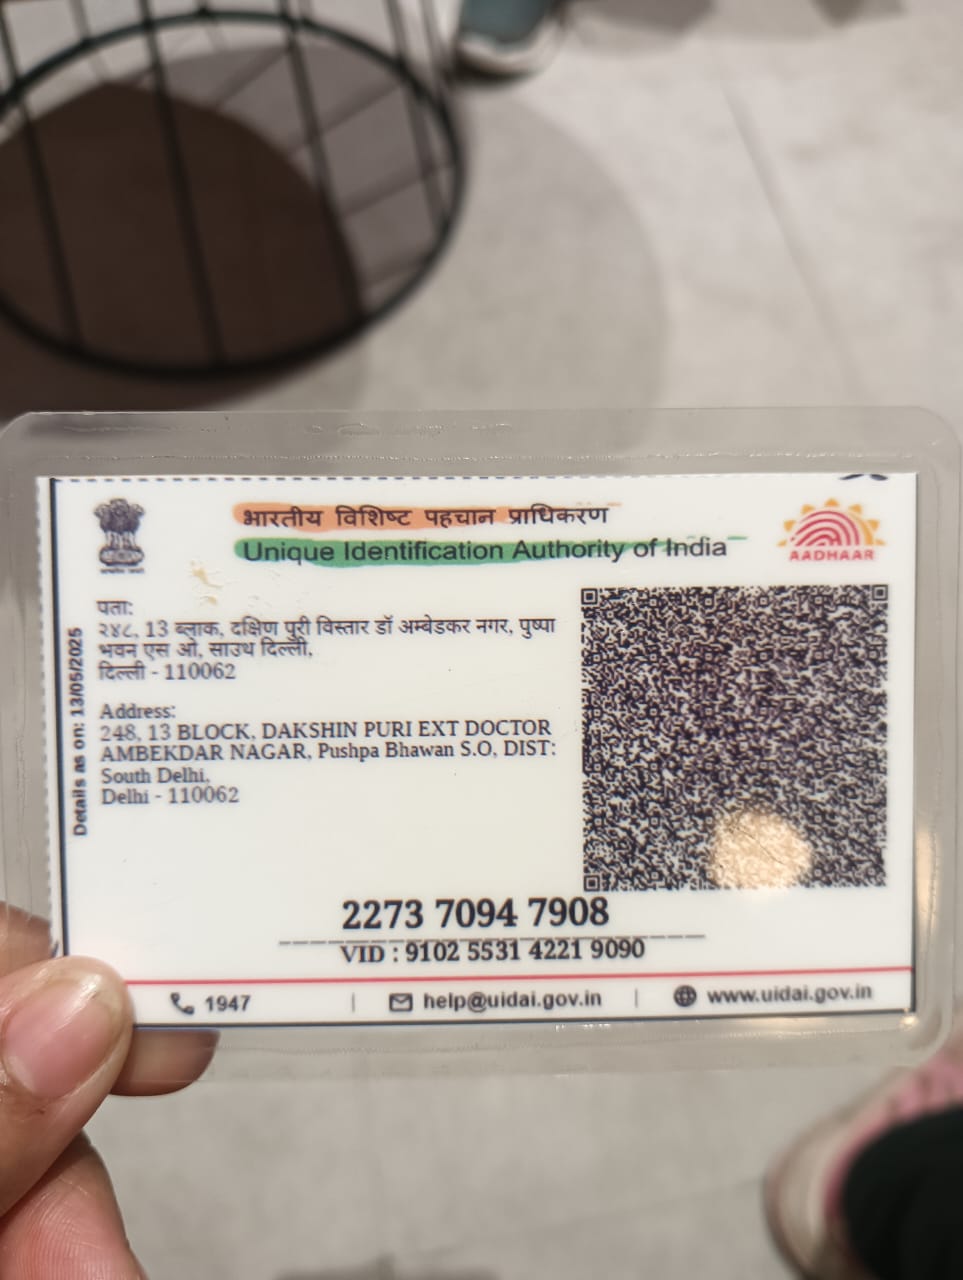 भारतीय विशिष्ट पहचान प्राधिकरण
Unique Identification Authority of India
AADHAAR
Details as on: 13/05/2025
पता:
२४८, 13 ब्लाक, दक्षिण पुरी विस्तार डॉ अम्बेडकर नगर, पुष्पा
भवन एस ओ, साउथ दिल्ली,
दिल्ली - 110062
Address:
248, 13 BLOCK, DAKSHIN PURI EXT DOCTOR
AMBEKDAR NAGAR, Pushpa Bhawan S.O, DIST:
South Delhi,
Delhi - 110062
2273 7094 7908
VID : 9102 5531 4221 9090
1947 | help@uidai.gov.in | www.uidai.gov.in